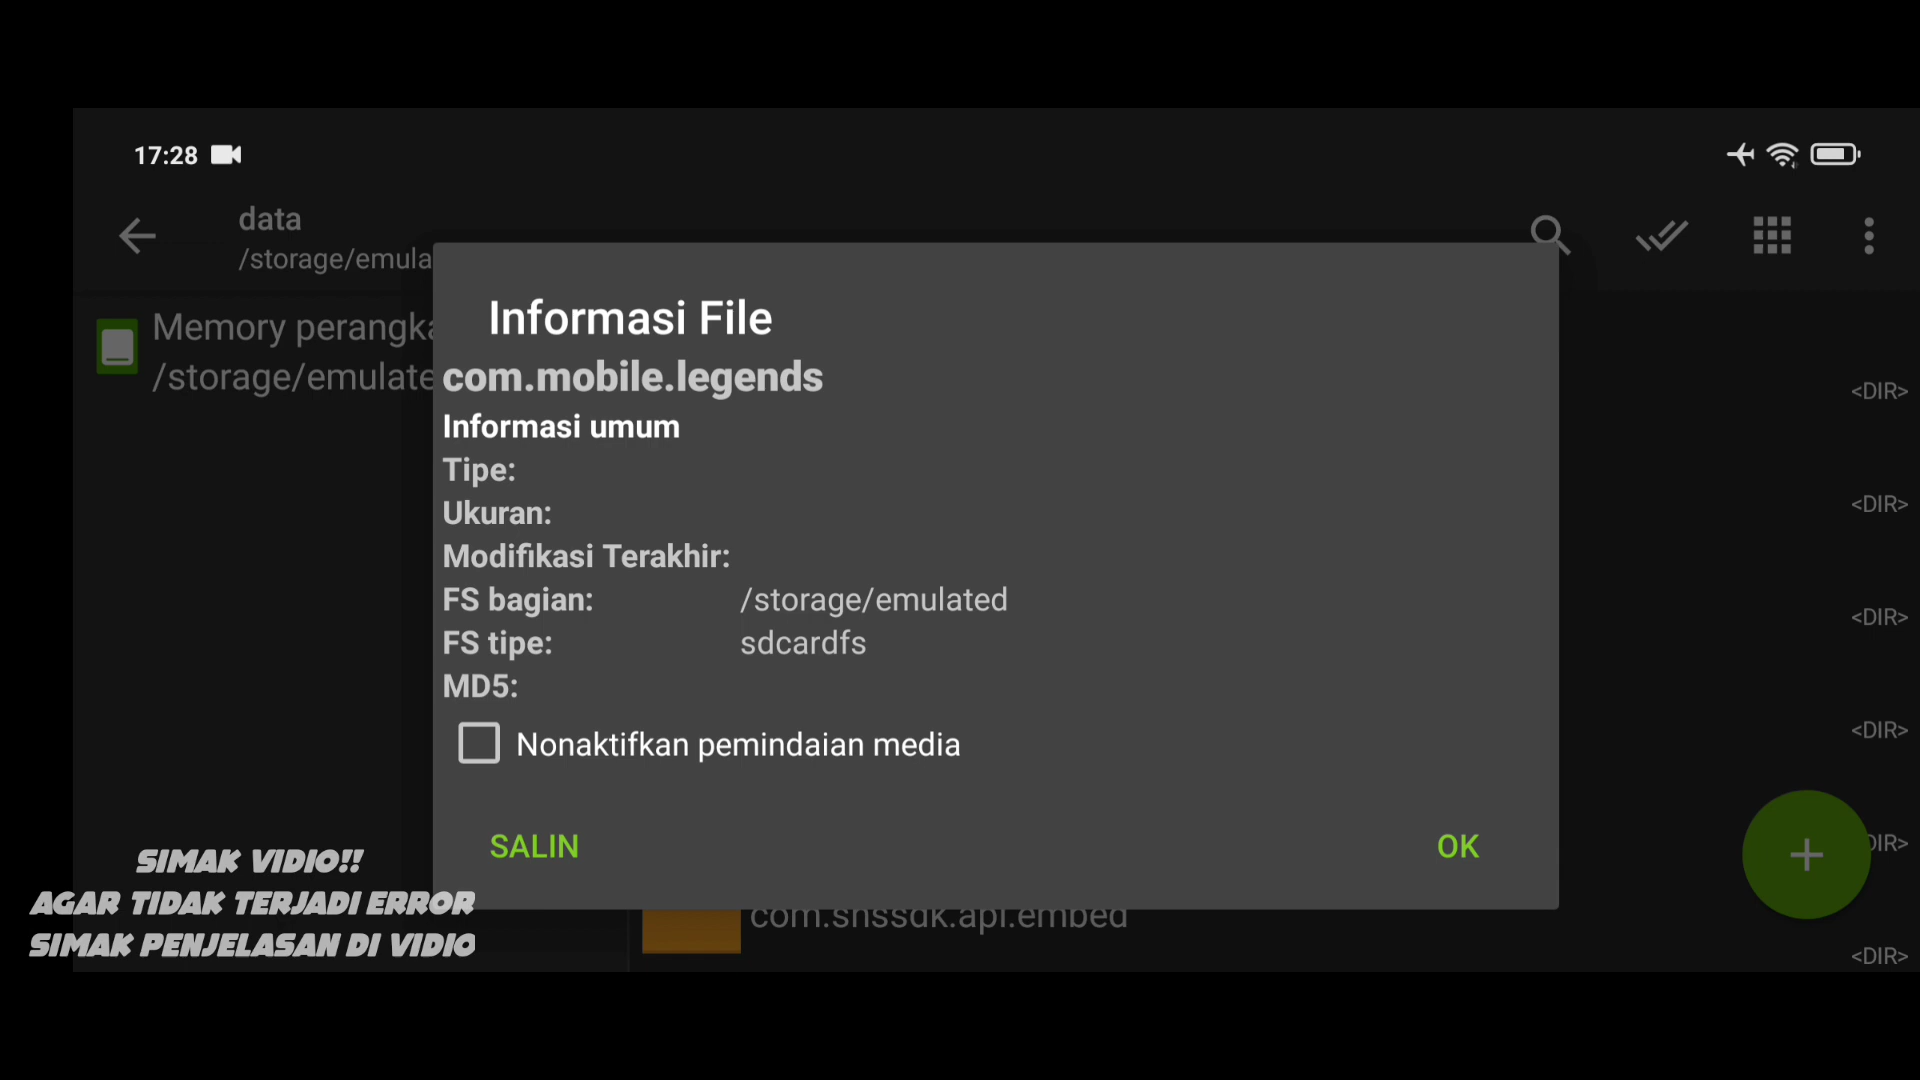 17:28
data
/storage/emula
Memory perangka
/storage/emulate
Informasi File
com.mobile.legends
Informasi umum
Tipe:
Ukuran:
Modifikasi Terakhir:
FS bagian: /storage/emulated
FS tipe: sdcardfs
MD5:
Nonaktifkan pemindaian media
SALIN OK
<DIR>
<DIR>
<DIR>
<DIR>
DIR>
com.snssdk.api.embed
<DIR>
SIMAK VIDIO!!
AGAR TIDAK TERJADI ERROR
SIMAK PENJELASAN DI VIDIO